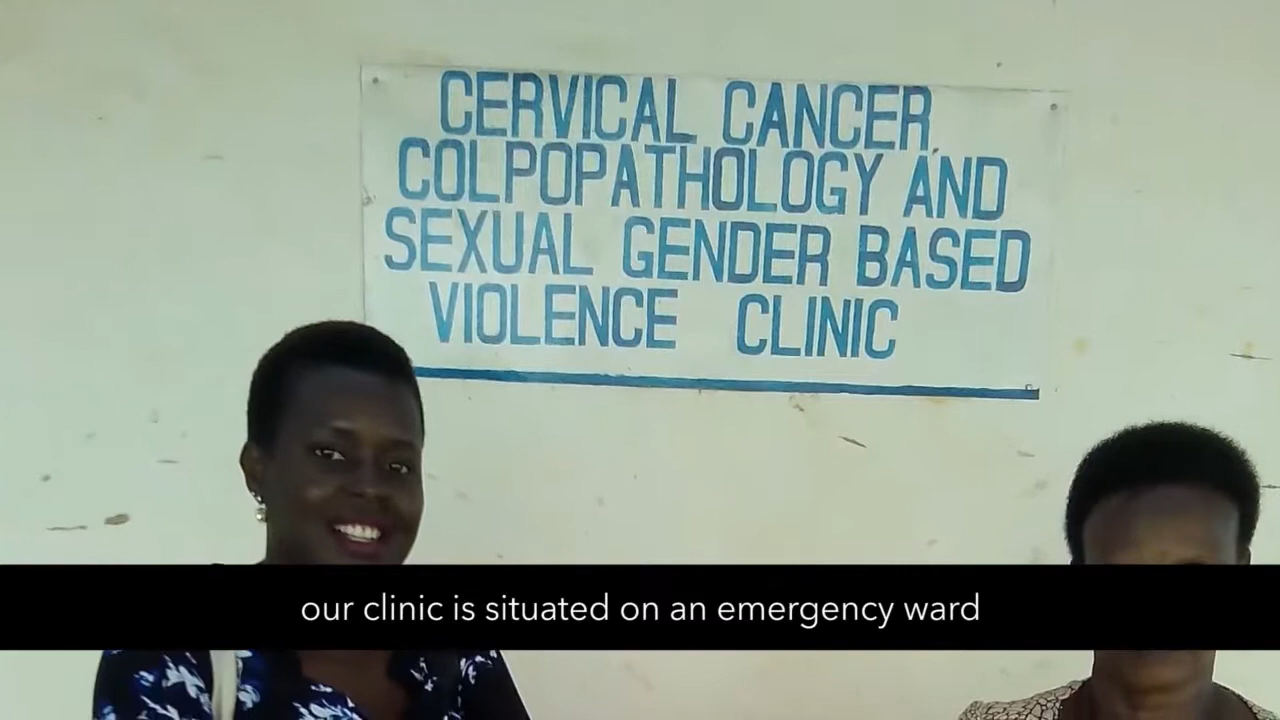 CERVICAL CANCER
COLPOPATHOLOGY AND
SEXUAL GENDER BASED
VIOLENCE CLINIC
our clinic is situated on an emergency ward